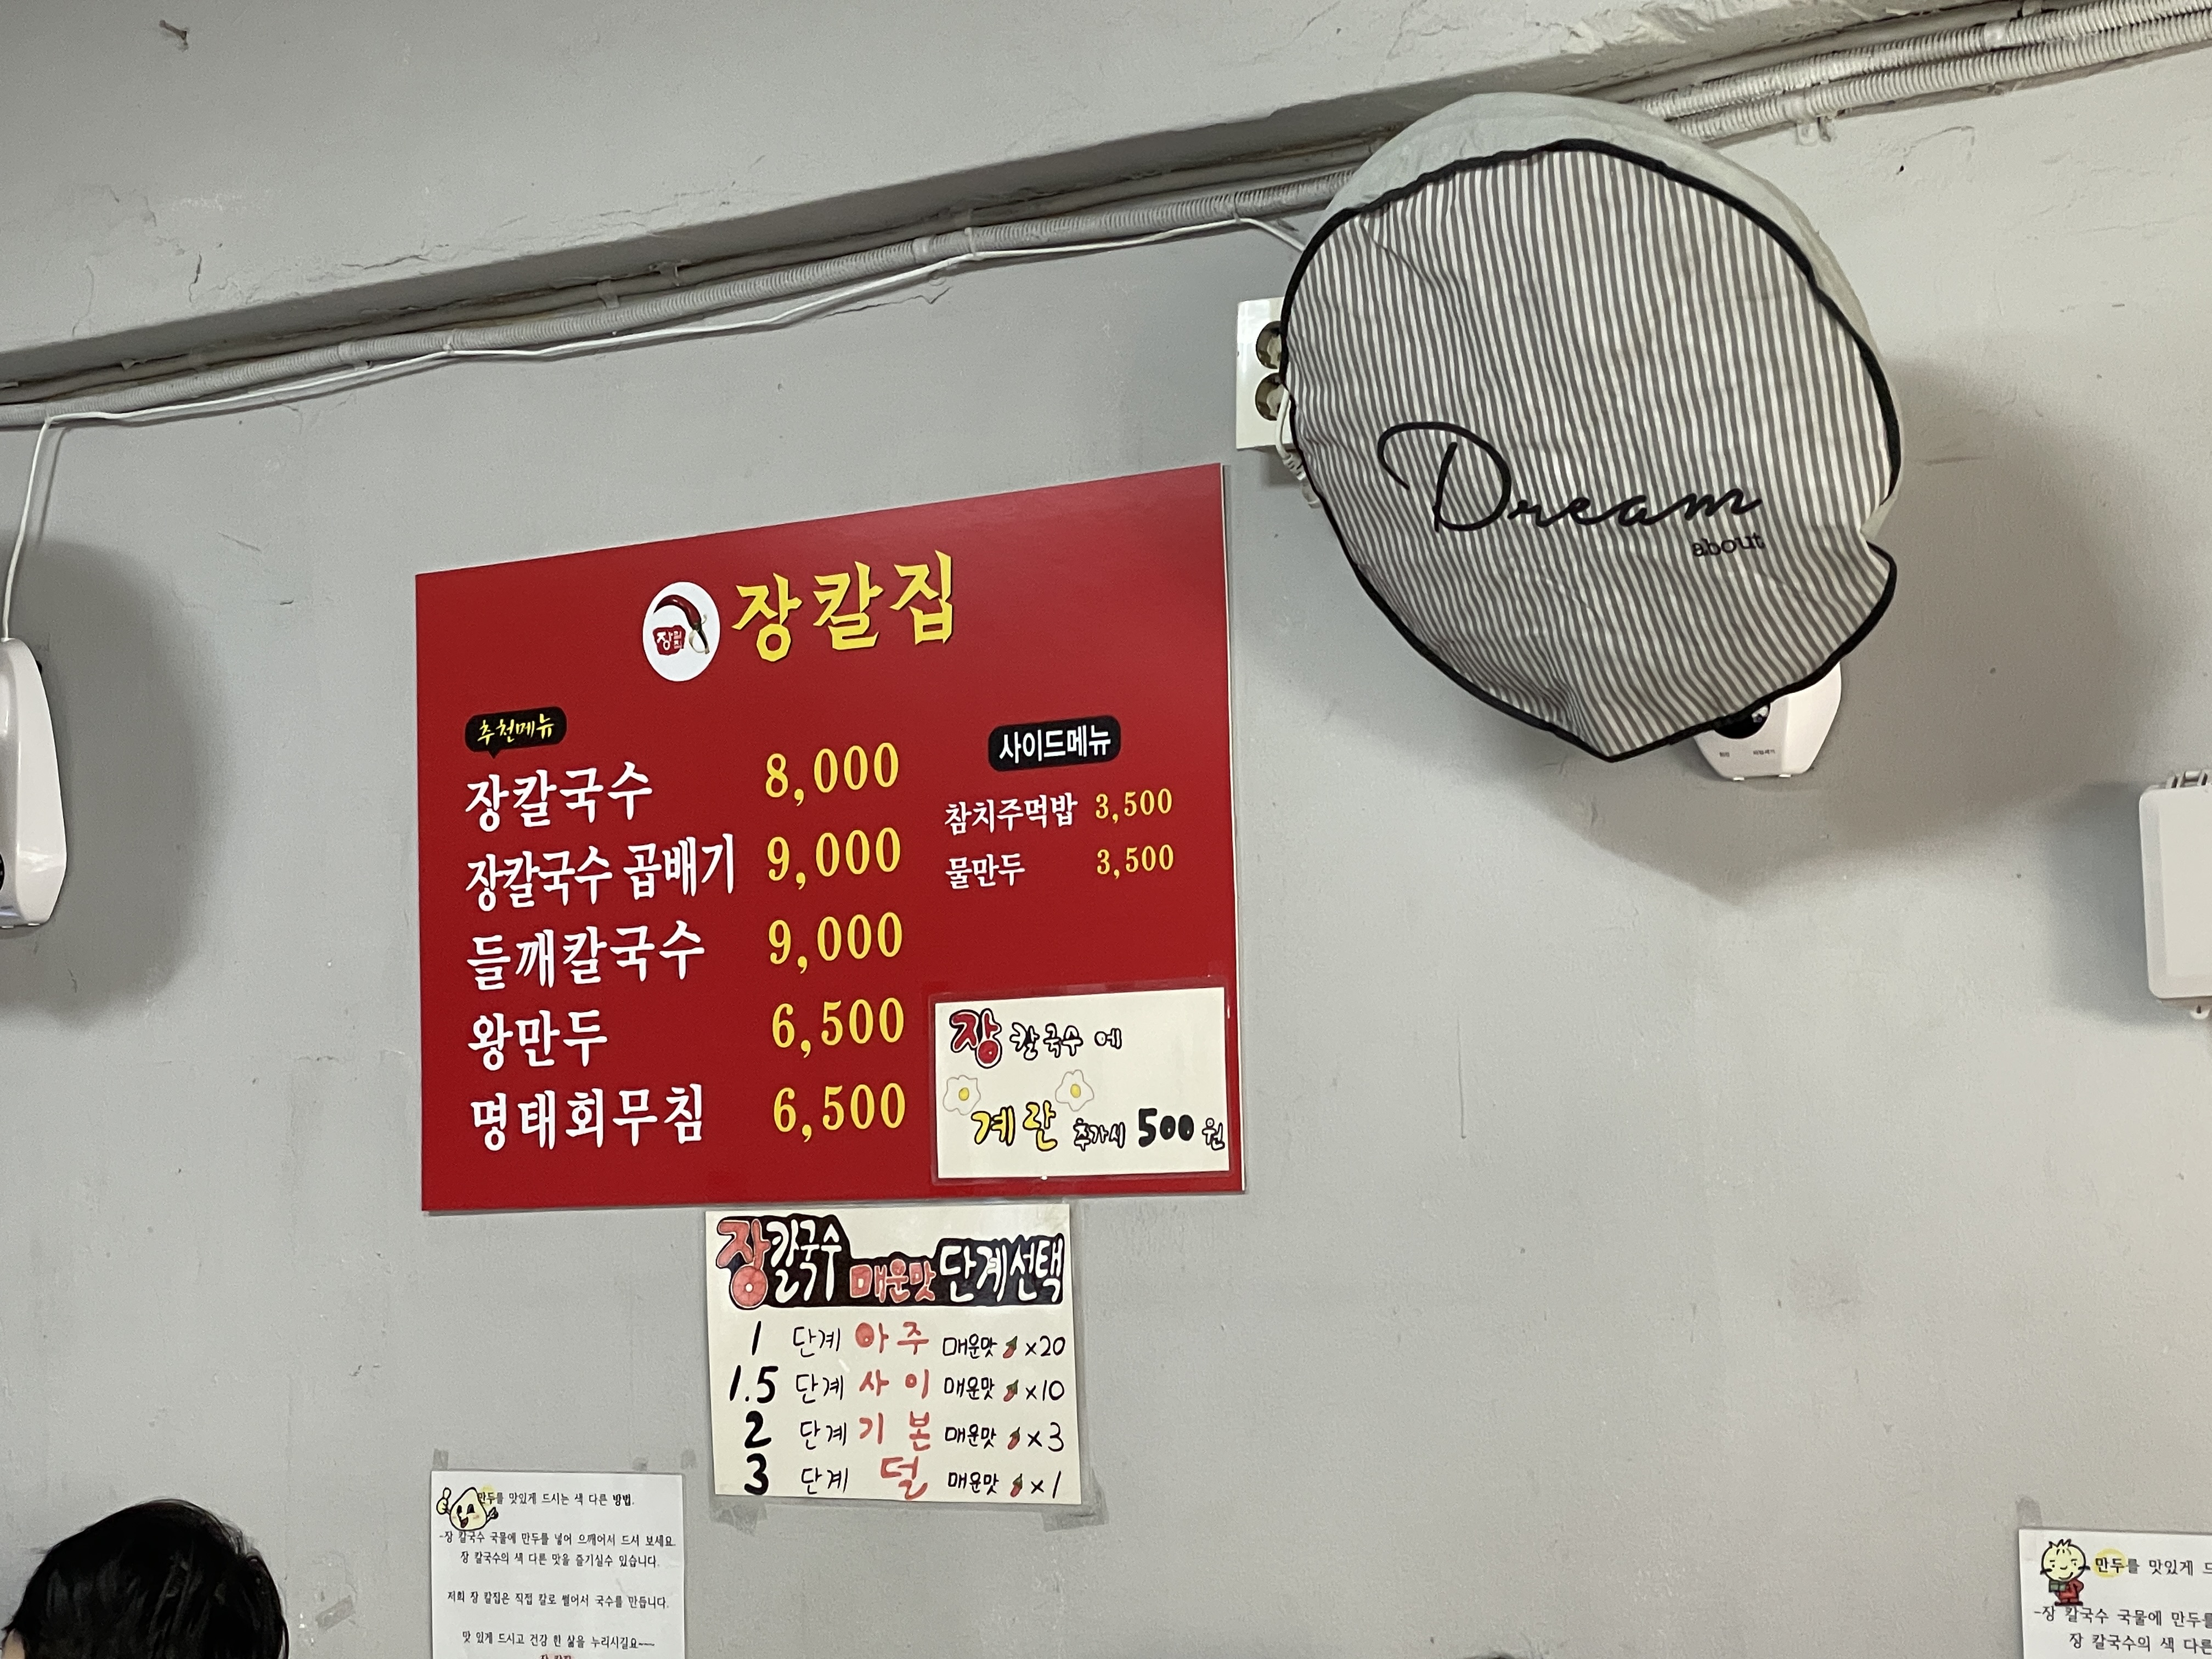 Dream
about
장칼집
추천메뉴
장칼국수 8,000
장칼국수 곱배기 9,000
들깨칼국수 9,000
왕만두 6,500
명태회무침 6,500
사이드메뉴
참치주먹밥 3,500
물만두 3,500
장 칼국수 에
계란 추가시 500 원
장칼국수 매운맛 단계선택
1 단계 아주 매운맛 x20
1.5 단계 사이 매운맛 x10
2 단계 기본 매운맛 x3
3 단계 덜 매운맛 x1
만두를 맛있게 드시는 색 다른 방법.
-장 칼국수 국물에 만두를 넣어 으깨어서 드셔 보세요.
장 칼국수의 색 다른 맛을 즐기실수 있습니다.
저희 장 칼집은 직접 칼로 썰어서 국수를 만듭니다.
맛 있게 드시고 건강 한 삶을 누리시길요~~
만두를 맛있게 드
-장 칼국수 국물에 만두를
장 칼국수의 색 다른